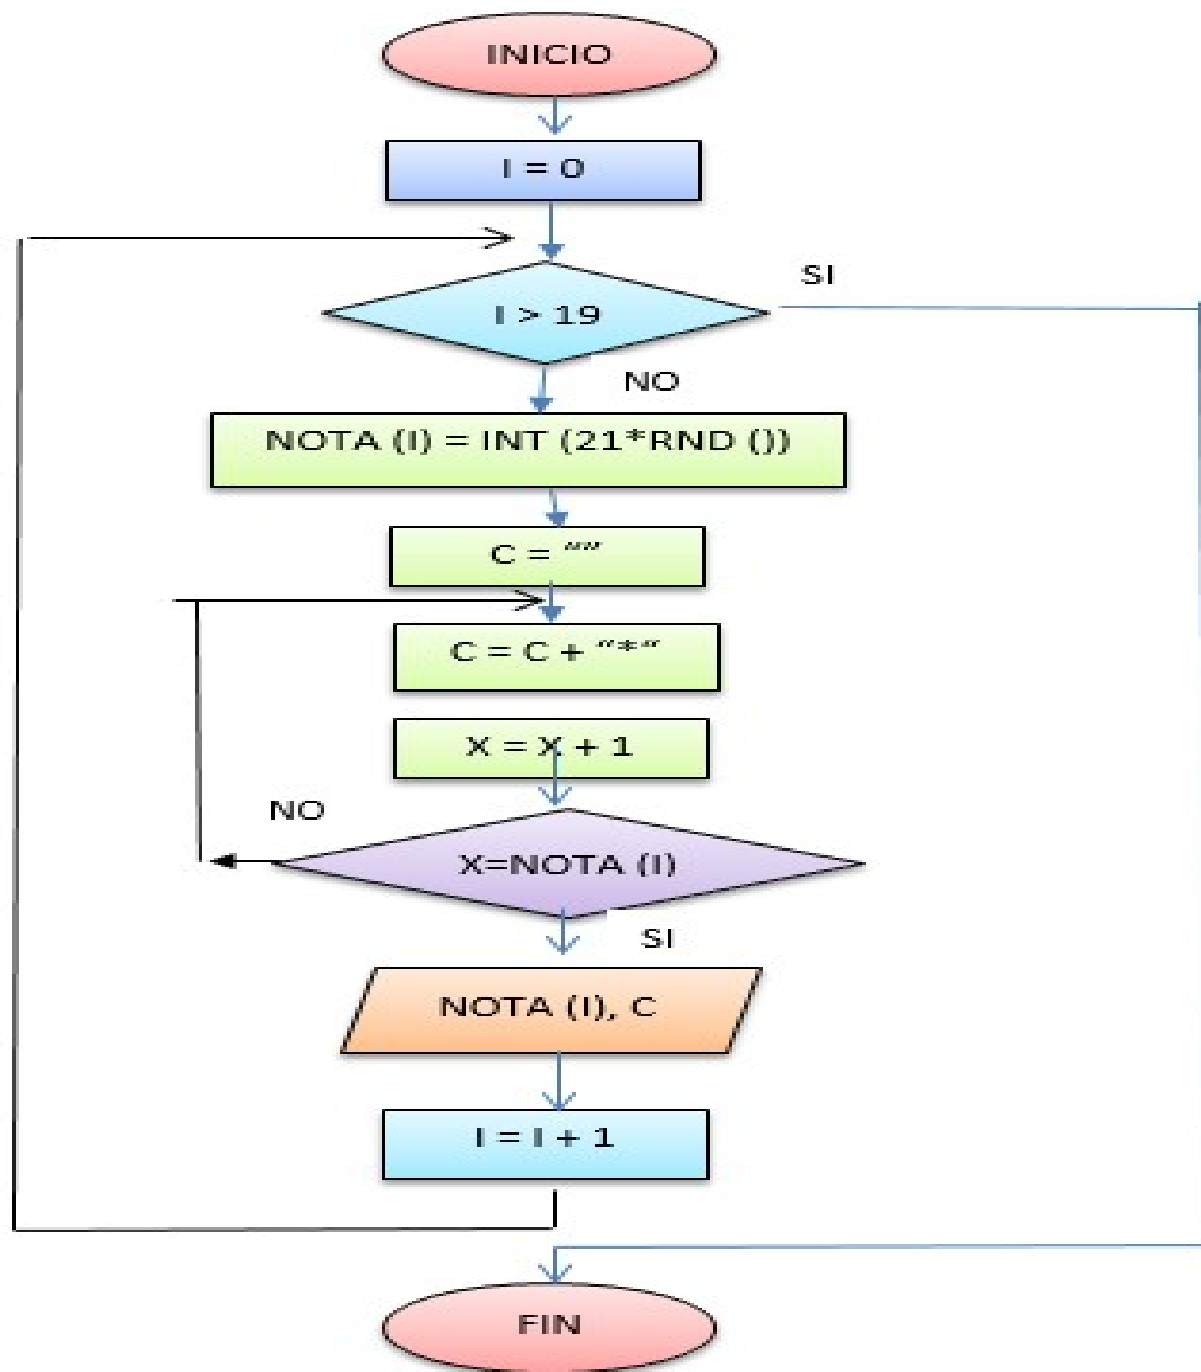 INICIO
I = 0
I > 19
SI
NO
NOTA (I) = INT (21*RND ())
C = “”
C = C + “*“
X = X + 1
NO
X=NOTA (I)
SI
NOTA (I), C
I = I + 1
FIN